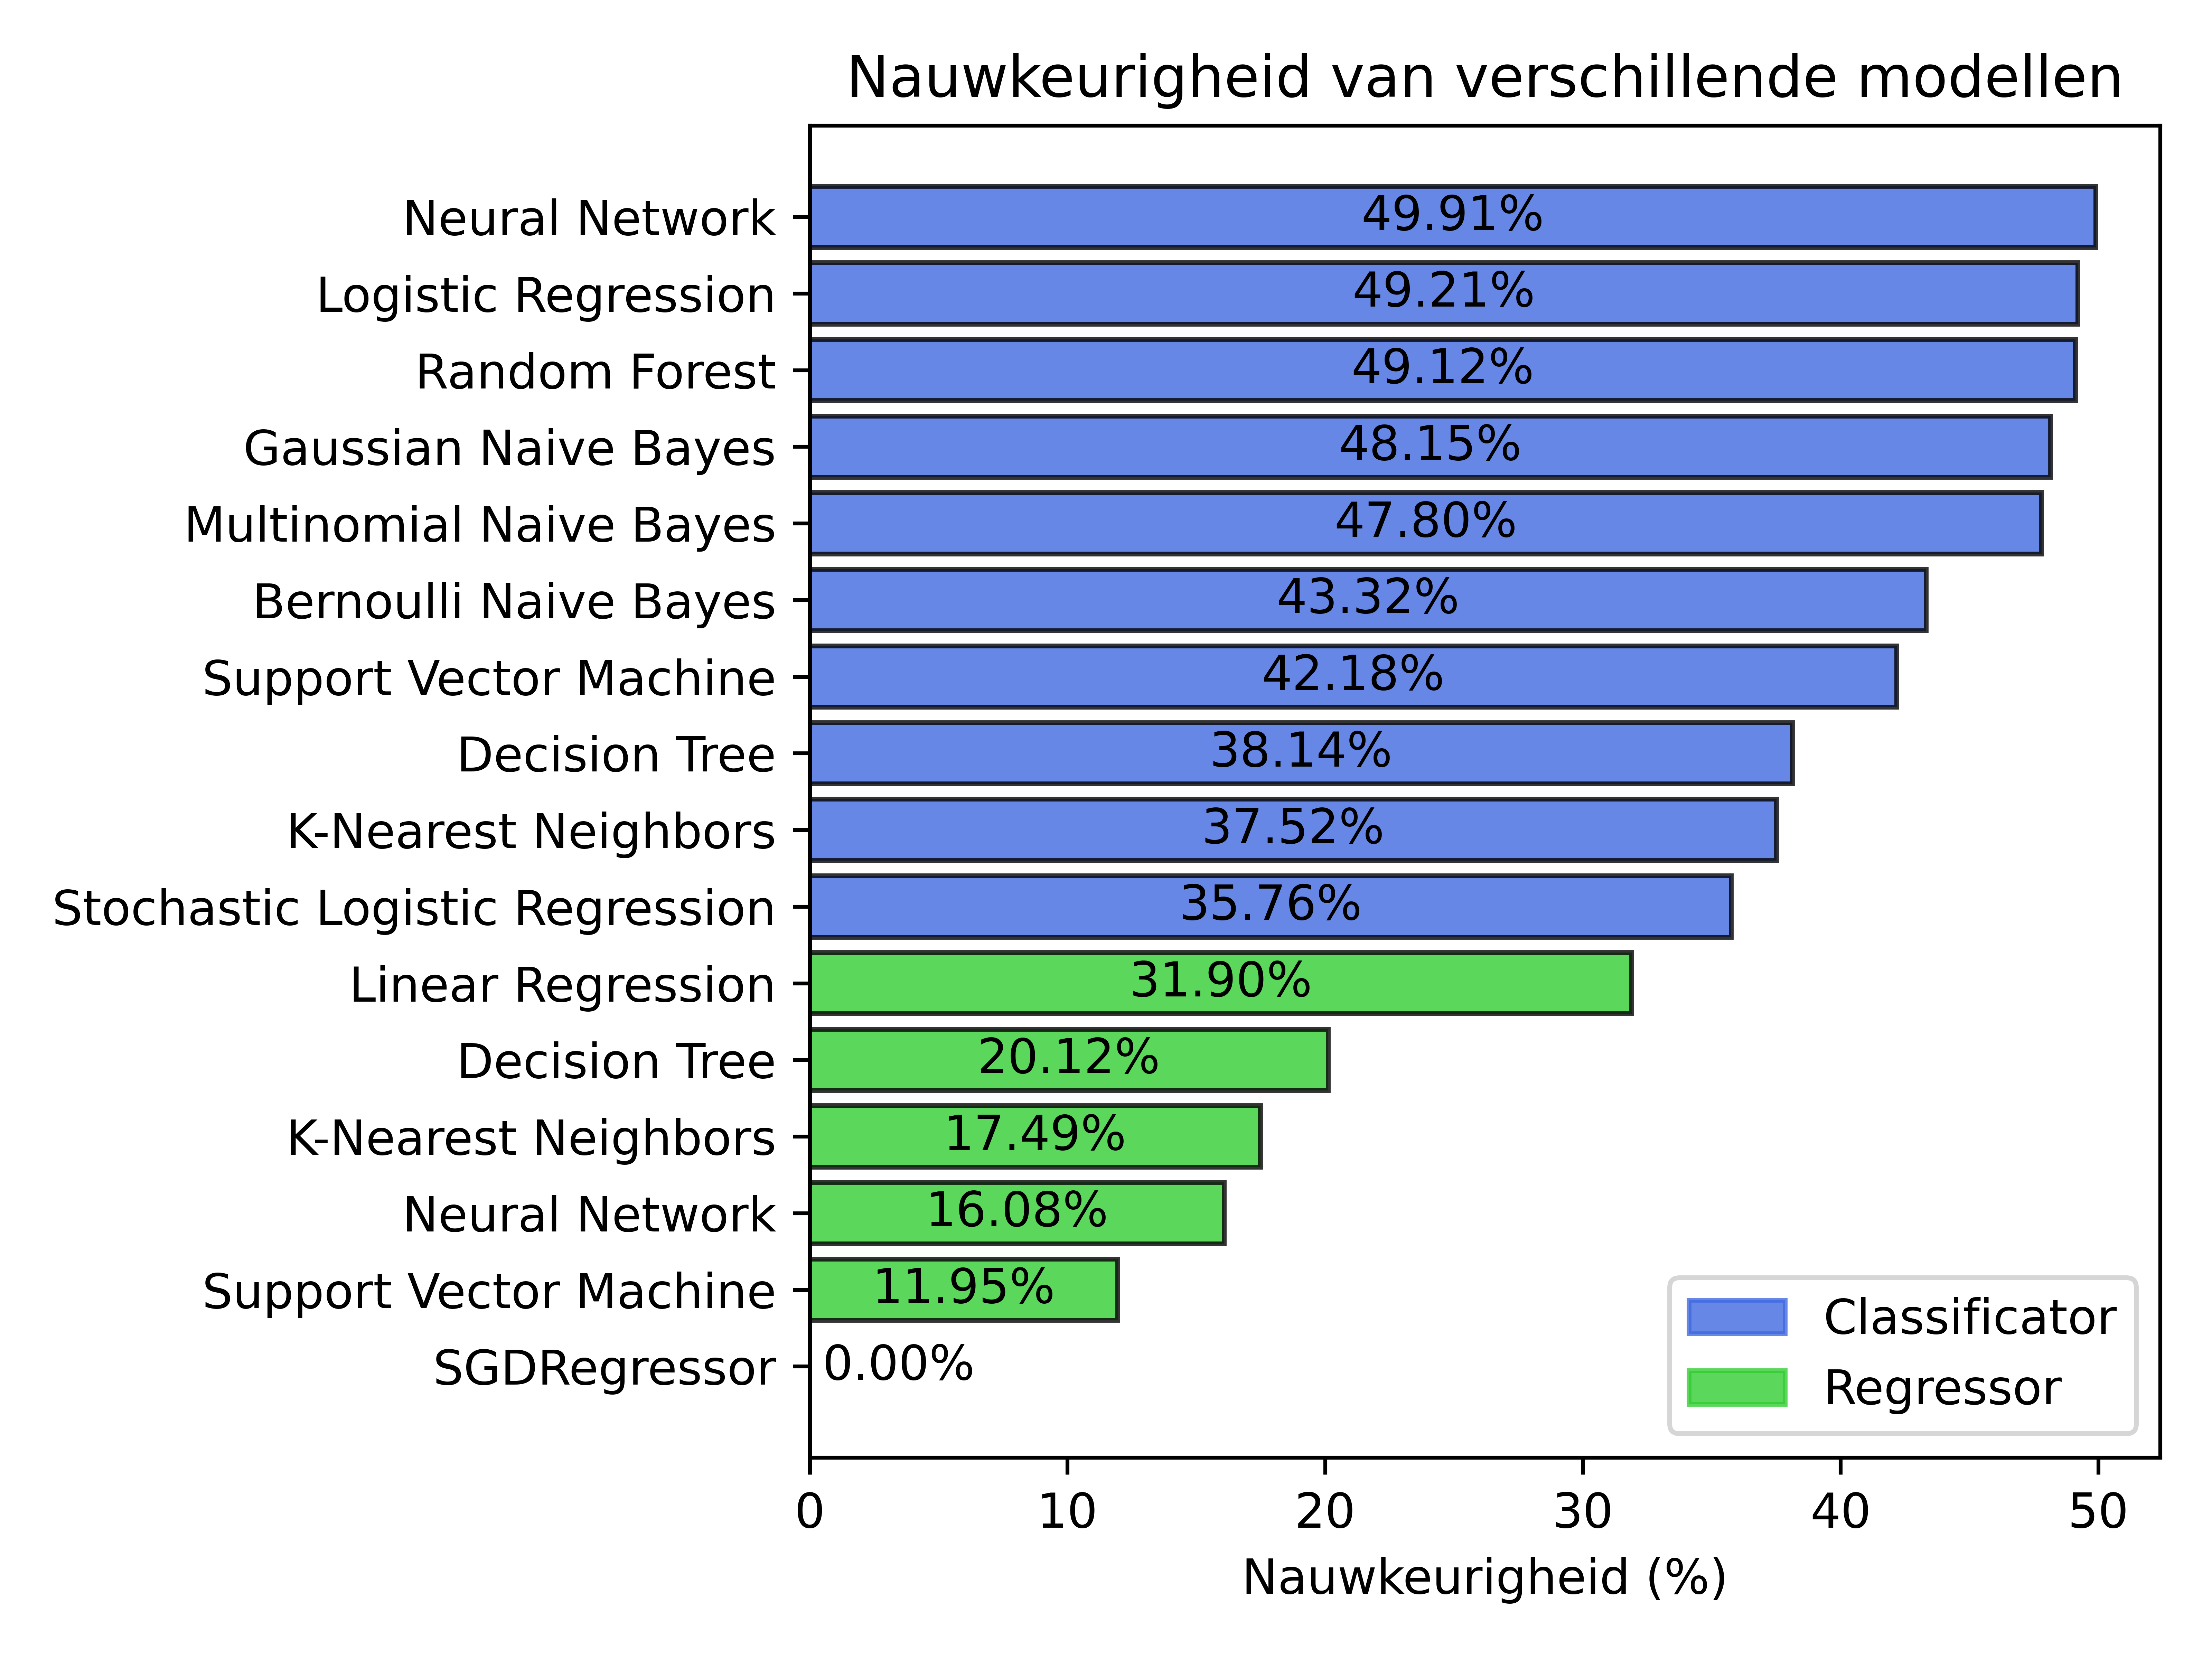 Nauwkeurigheid van verschillende modellen
Neural Network 49.91%
Logistic Regression 49.21%
Random Forest 49.12%
Gaussian Naive Bayes 48.15%
Multinomial Naive Bayes 47.80%
Bernoulli Naive Bayes 43.32%
Support Vector Machine 42.18%
Decision Tree 38.14%
K-Nearest Neighbors 37.52%
Stochastic Logistic Regression 35.76%
Linear Regression 31.90%
Decision Tree 20.12%
K-Nearest Neighbors 17.49%
Neural Network 16.08%
Support Vector Machine 11.95%
SGDRegressor 0.00%
Classificator
Regressor
0 10 20 30 40 50
Nauwkeurigheid (%)